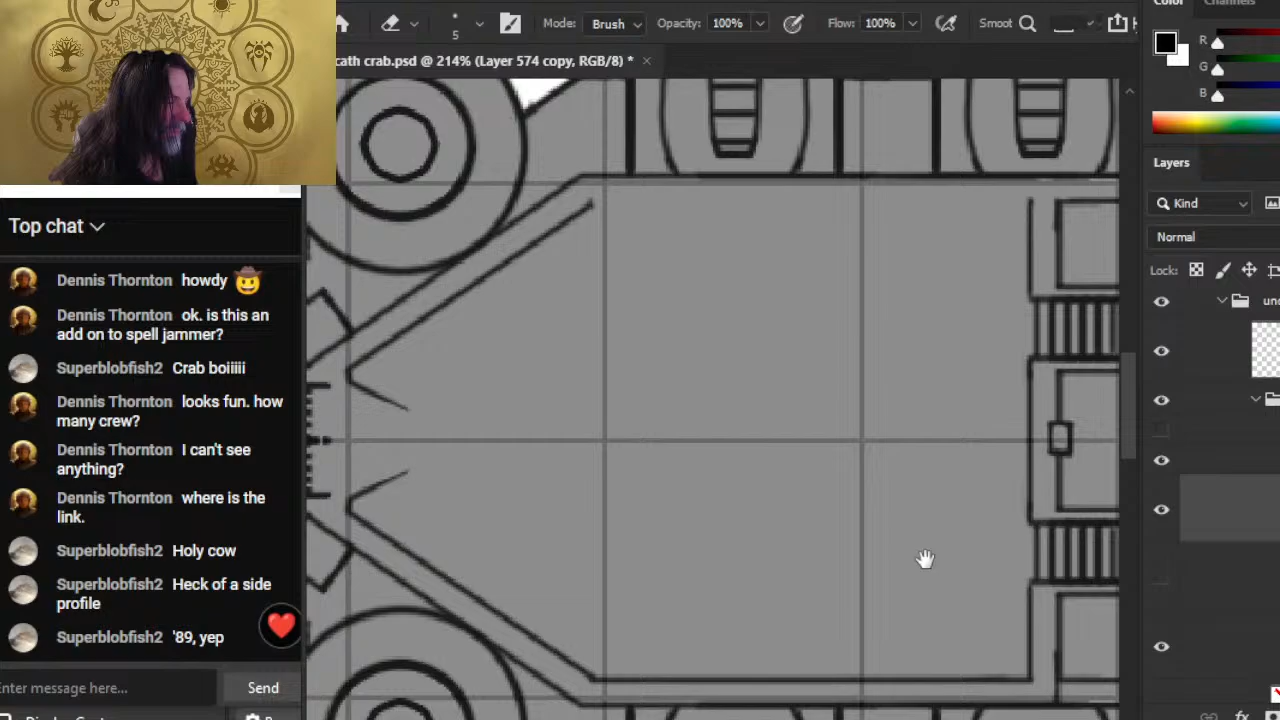 5
Mode: Brush
Opacity: 100%
Flow: 100%
Smoot
Color
Channels
cath crab.psd @ 214% (Layer 574 copy, RGB/8) *
R
G
B
Layers
Kind
Normal
Lock:
Top chat
Dennis Thornton howdy
Dennis Thornton ok. is this an
add on to spell jammer?
Superblobfish2 Crab boiiiii
Dennis Thornton looks fun. how
many crew?
Dennis Thornton I can't see
anything?
Dennis Thornton where is the
link.
Superblobfish2 Holy cow
Superblobfish2 Heck of a side
profile
Superblobfish2 '89, yep
Enter message here...
Send
fx